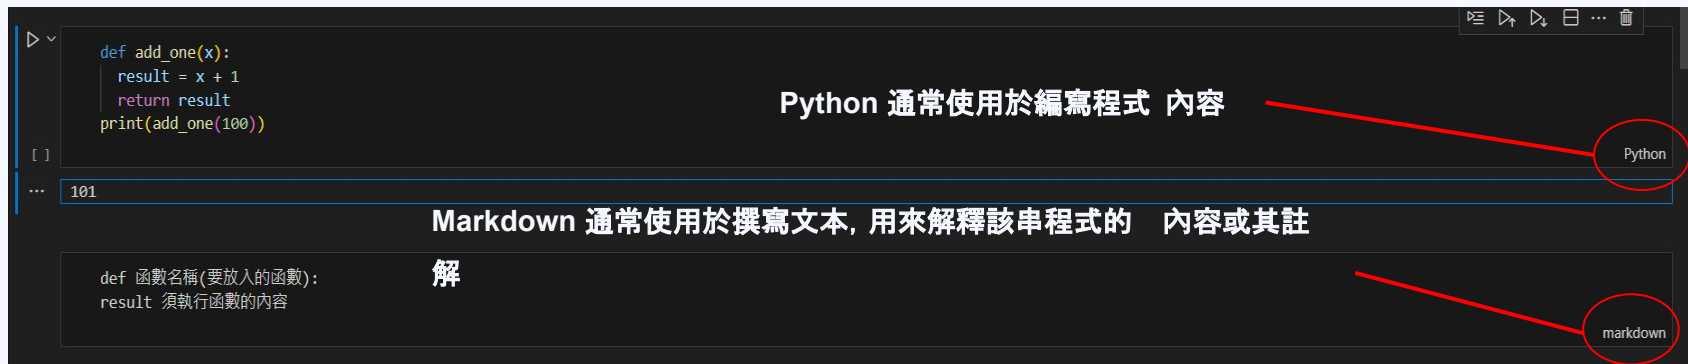 def add_one(x):
result = x + 1
return result
print(add_one(100))
Python 通常使用於編寫程式 內容
[ ]
Python
101
Markdown 通常使用於撰寫文本, 用來解釋該串程式的 內容或其註
解
def 函數名稱(要放入的函數):
result 須執行函數的內容
markdown